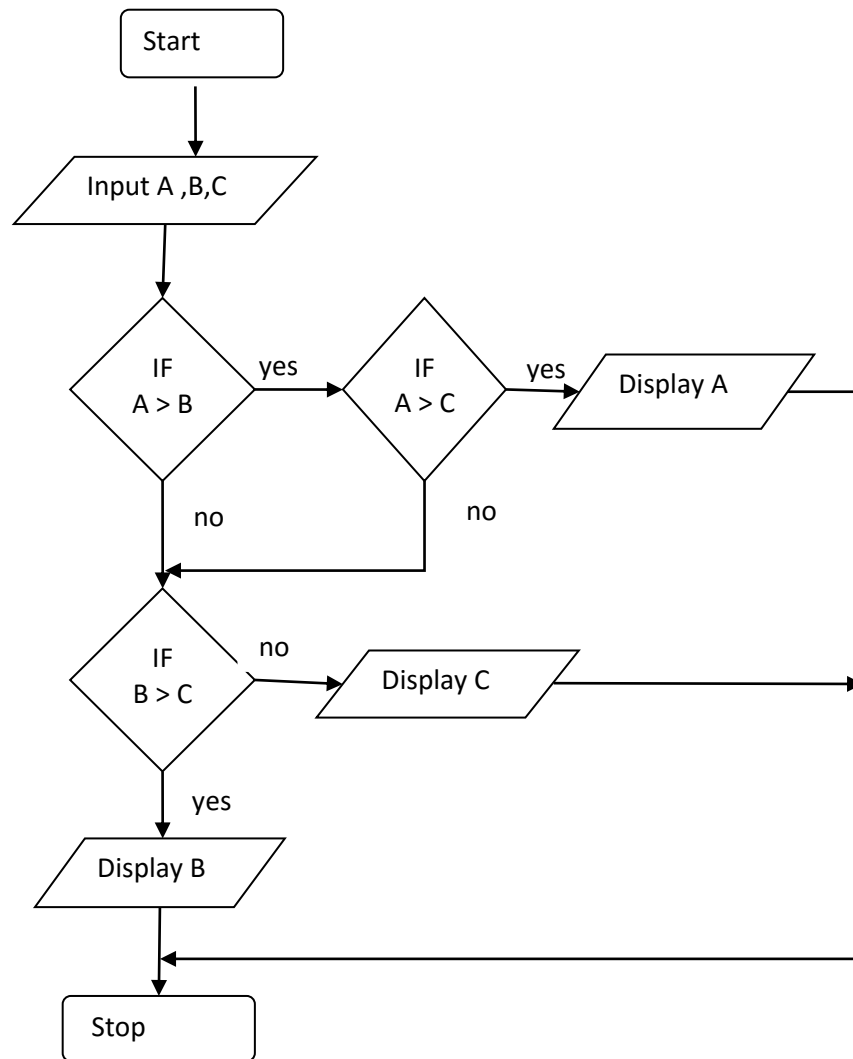 Start
Input A ,B,C
IF
A > B
yes
IF
A > C
yes
Display A
no
no
IF
B > C
no
Display C
yes
Display B
Stop